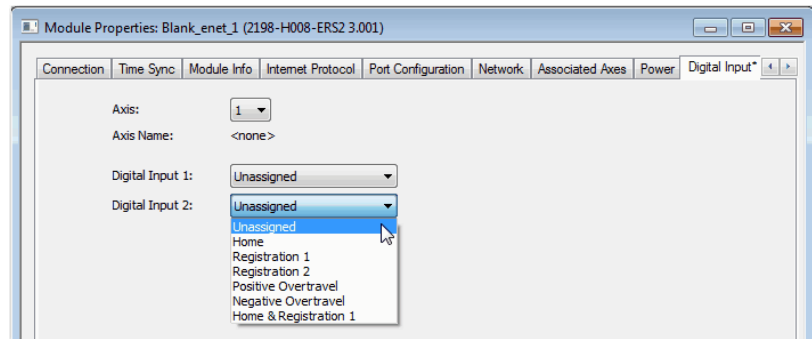 Module Properties: Blank_enet_1 (2198-H008-ERS2 3.001)
Connection Time Sync Module Info Internet Protocol Port Configuration Network Associated Axes Power Digital Input*
Axis: 1
Axis Name: <none>
Digital Input 1: Unassigned
Digital Input 2: Unassigned
Unassigned
Home
Registration 1
Registration 2
Positive Overtravel
Negative Overtravel
Home & Registration 1